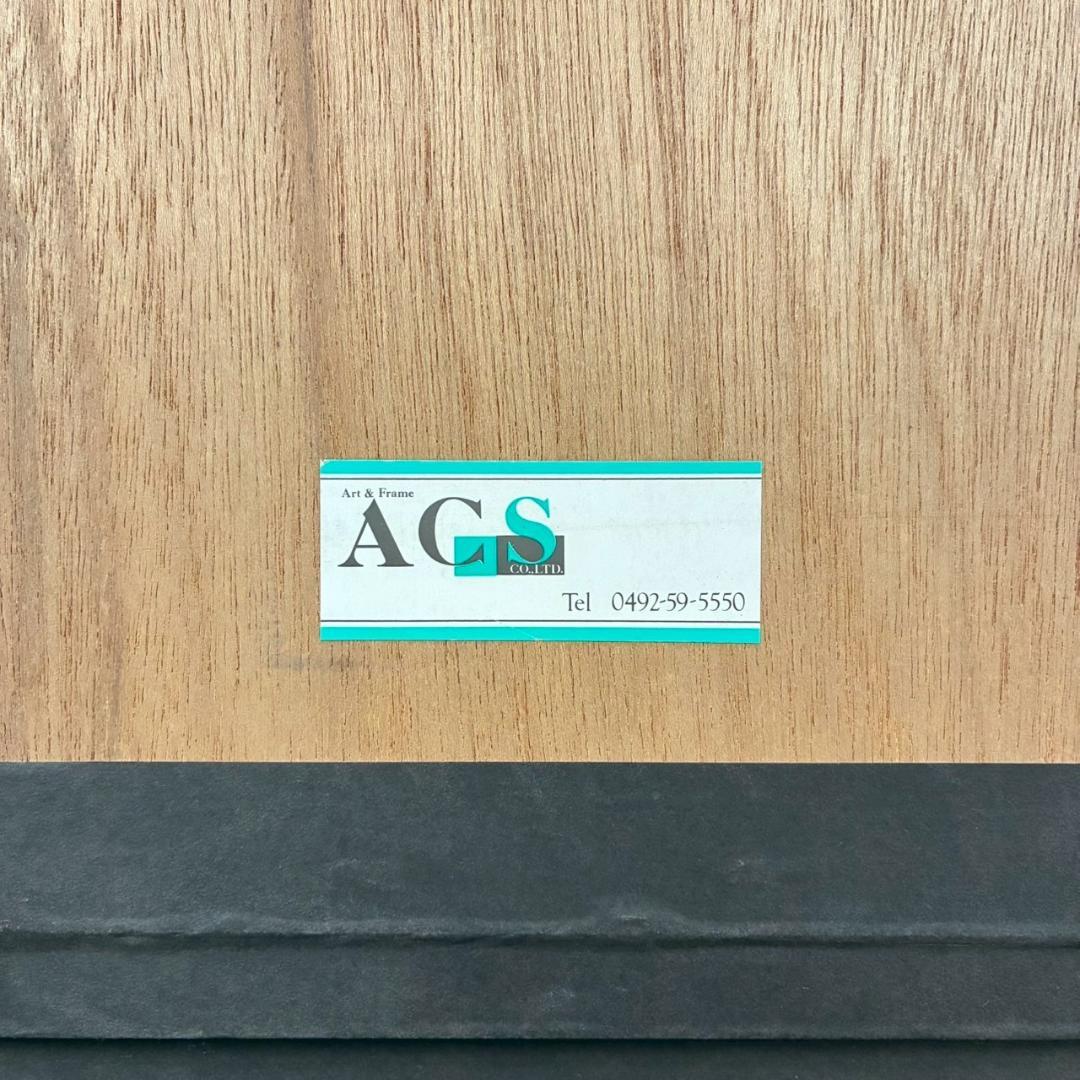 Art & Frame
AGS
CO.,LTD.
Tel 0492-59-5550